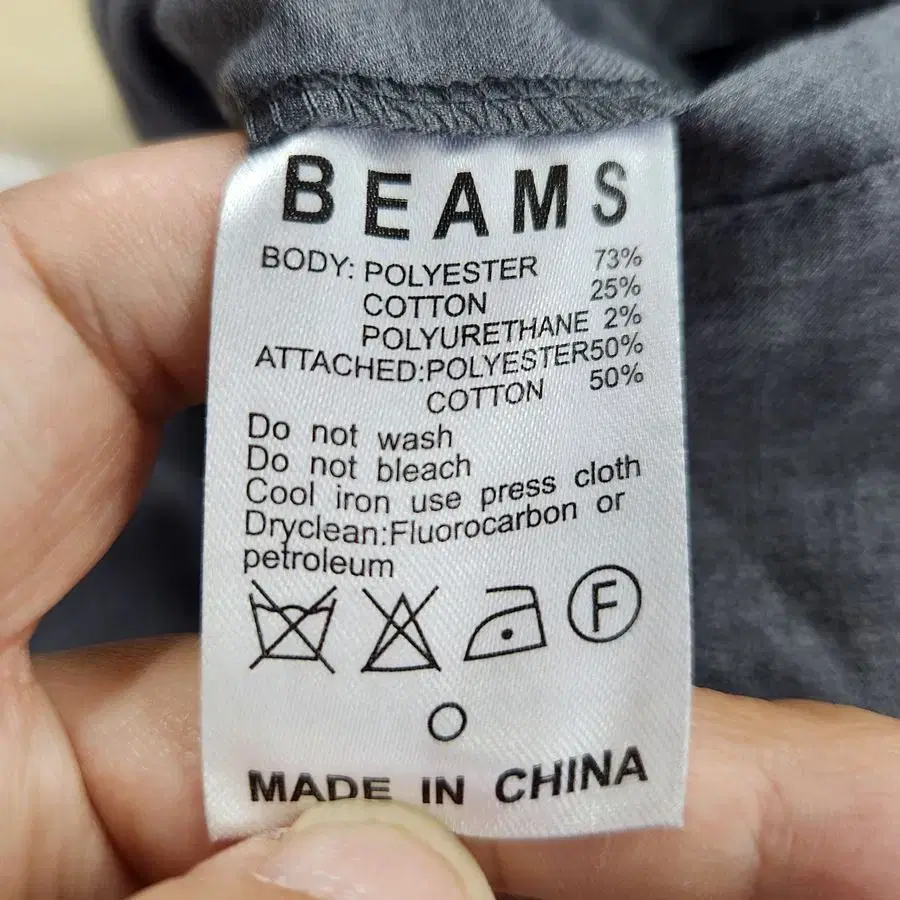 BEAMS
BODY: POLYESTER 73%
COTTON 25%
POLYURETHANE 2%
ATTACHED:POLYESTER50%
COTTON 50%
Do not wash
Do not bleach
Cool iron use press cloth
Dryclean:Fluorocarbon or
petroleum
F
MADE IN CHINA